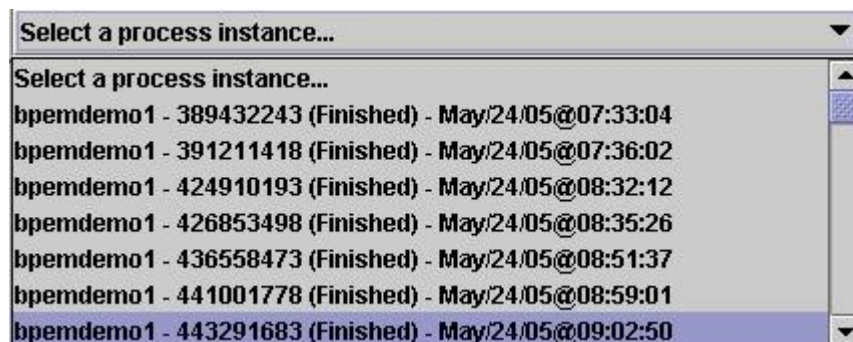 Select a process instance...
Select a process instance...
bpemdemo1 - 389432243 (Finished) - May/24/05@07:33:04
bpemdemo1 - 391211418 (Finished) - May/24/05@07:36:02
bpemdemo1 - 424910193 (Finished) - May/24/05@08:32:12
bpemdemo1 - 426853498 (Finished) - May/24/05@08:35:26
bpemdemo1 - 436558473 (Finished) - May/24/05@08:51:37
bpemdemo1 - 441001778 (Finished) - May/24/05@08:59:01
bpemdemo1 - 443291683 (Finished) - May/24/05@09:02:50